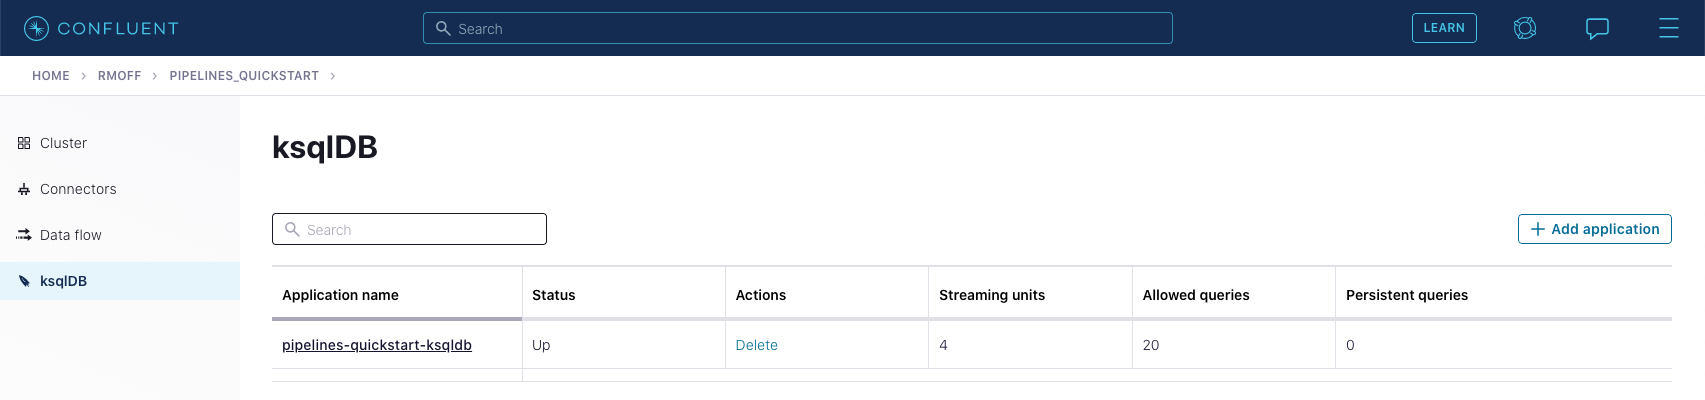 CONFLUENT
Search
LEARN
HOME > RMOFF > PIPELINES_QUICKSTART >
Cluster
Connectors
Data flow
ksqlDB
ksqlDB
Search
+ Add application
Application name Status Actions Streaming units Allowed queries Persistent queries
pipelines-quickstart-ksqldb Up Delete 4 20 0